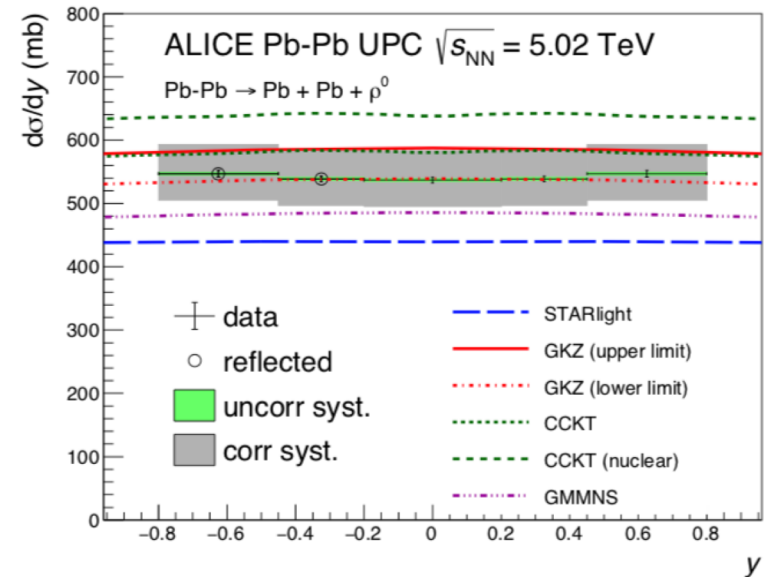 ALICE Pb-Pb UPC √s_NN = 5.02 TeV
Pb-Pb → Pb + Pb + ρ⁰
dσ/dy (mb)
800
700
600
500
400
300
200
100
0
data
reflected
uncorr syst.
corr syst.
STARlight
GKZ (upper limit)
GKZ (lower limit)
CCKT
CCKT (nuclear)
GMMNS
−0.8 −0.6 −0.4 −0.2 0 0.2 0.4 0.6 0.8
y